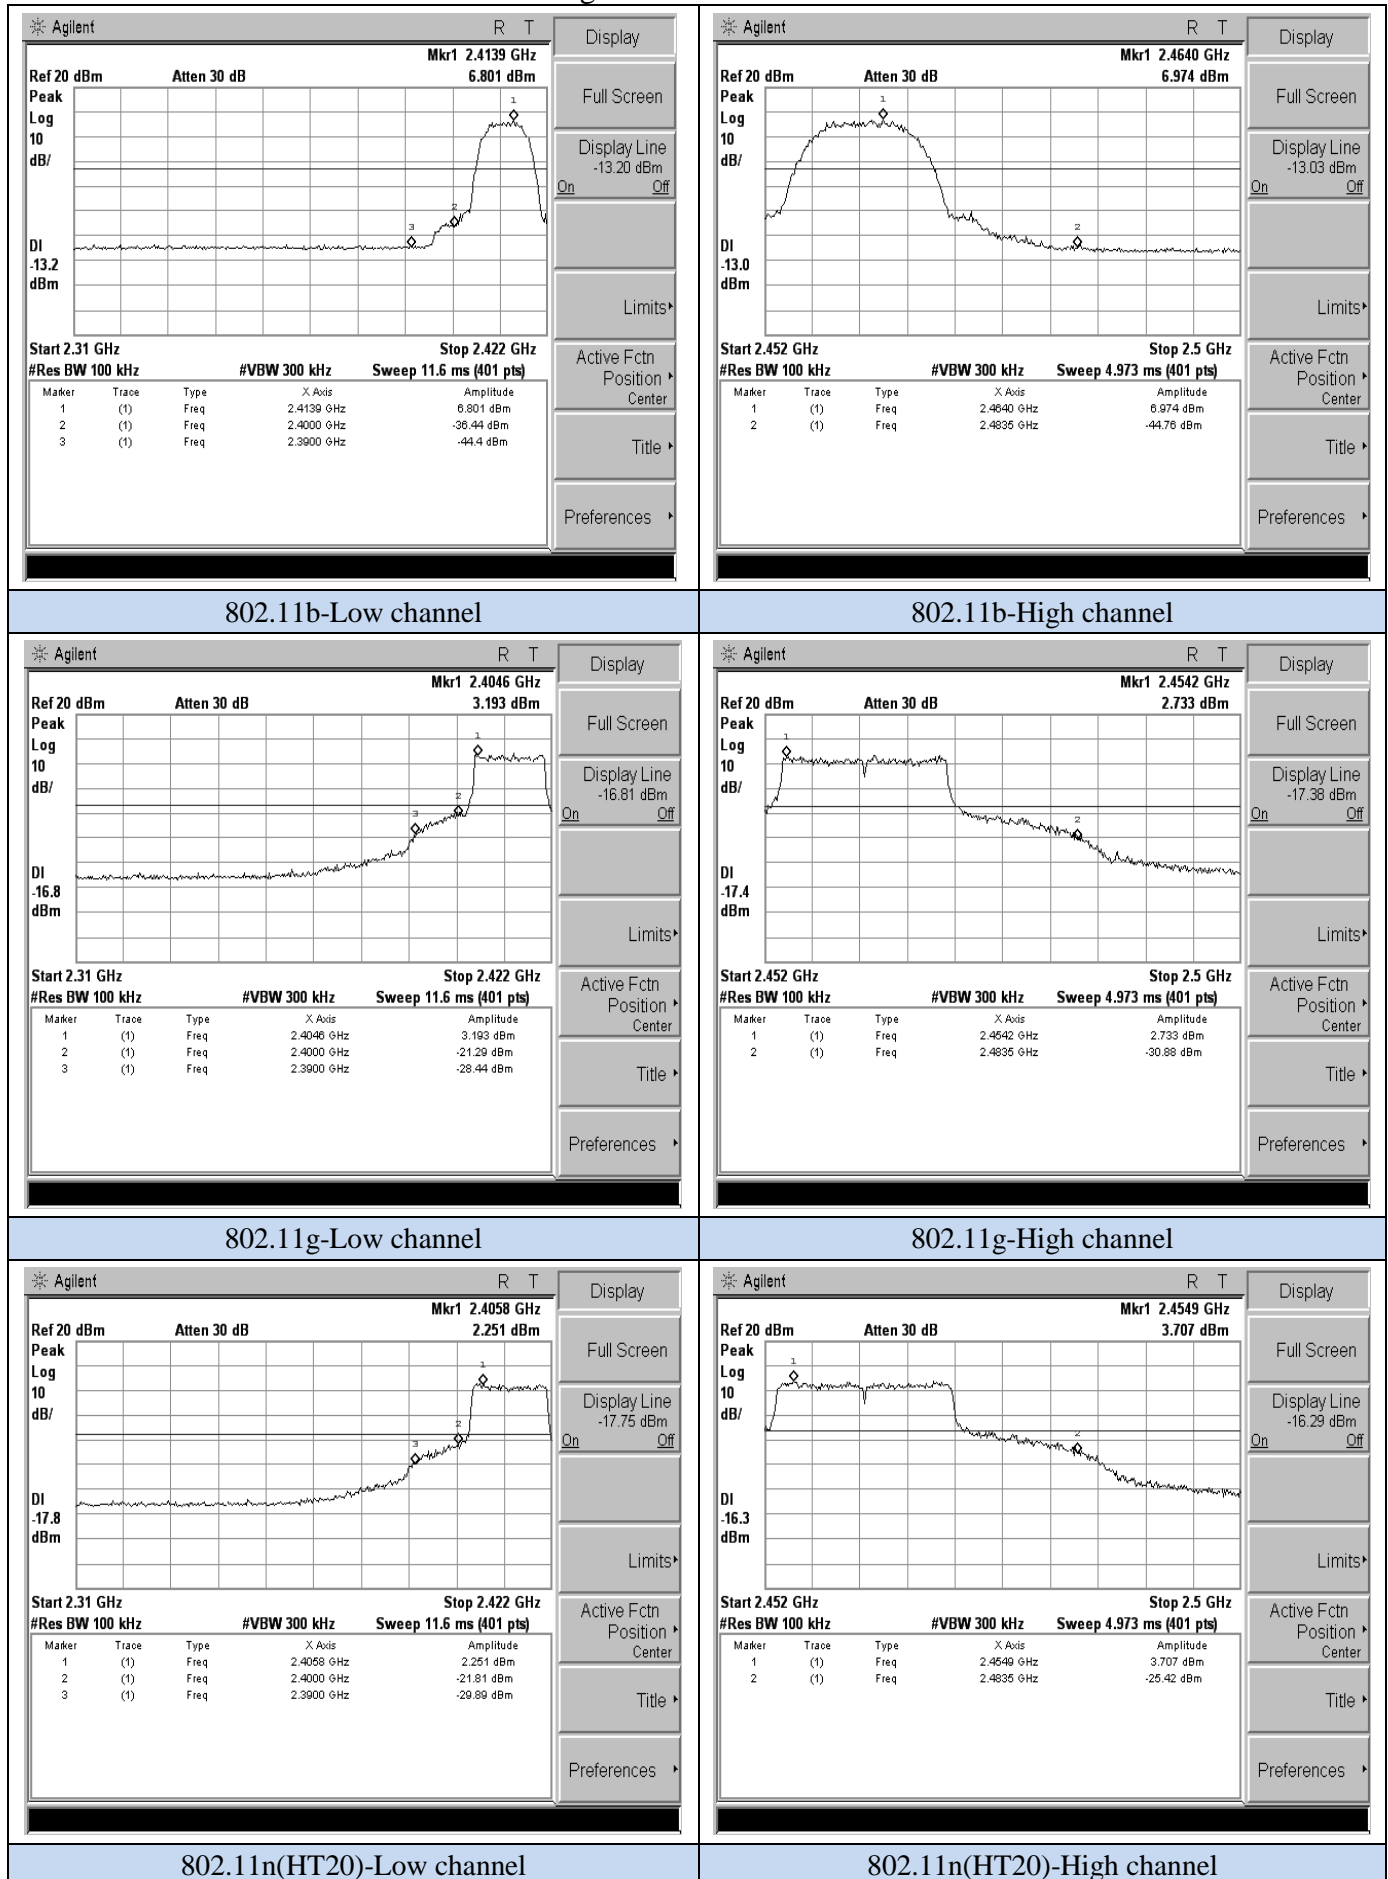 Agilent R T
Mkr1 2.4139 GHz
Ref 20 dBm Atten 30 dB 6.801 dBm
Peak
Log
10
dB/
1
2
3
DI
-13.2
dBm
Start 2.31 GHz Stop 2.422 GHz
#Res BW 100 kHz #VBW 300 kHz Sweep 11.6 ms (401 pts)
Marker Trace Type X Axis Amplitude
1 (1) Freq 2.4139 GHz 6.801 dBm
2 (1) Freq 2.4000 GHz -36.44 dBm
3 (1) Freq 2.3900 GHz -44.4 dBm
Display
Full Screen
Display Line
-13.20 dBm
On Off
Limits
Active Fctn
Position
Center
Title
Preferences
802.11b-Low channel
Agilent R T
Mkr1 2.4640 GHz
Ref 20 dBm Atten 30 dB 6.974 dBm
Peak
Log
10
dB/
1
2
DI
-13.0
dBm
Start 2.452 GHz Stop 2.5 GHz
#Res BW 100 kHz #VBW 300 kHz Sweep 4.973 ms (401 pts)
Marker Trace Type X Axis Amplitude
1 (1) Freq 2.4640 GHz 6.974 dBm
2 (1) Freq 2.4835 GHz -44.76 dBm
Display
Full Screen
Display Line
-13.03 dBm
On Off
Limits
Active Fctn
Position
Center
Title
Preferences
802.11b-High channel
Agilent R T
Mkr1 2.4046 GHz
Ref 20 dBm Atten 30 dB 3.193 dBm
Peak
Log
10
dB/
1
2
3
DI
-16.8
dBm
Start 2.31 GHz Stop 2.422 GHz
#Res BW 100 kHz #VBW 300 kHz Sweep 11.6 ms (401 pts)
Marker Trace Type X Axis Amplitude
1 (1) Freq 2.4046 GHz 3.193 dBm
2 (1) Freq 2.4000 GHz -21.29 dBm
3 (1) Freq 2.3900 GHz -28.44 dBm
Display
Full Screen
Display Line
-16.81 dBm
On Off
Limits
Active Fctn
Position
Center
Title
Preferences
802.11g-Low channel
Agilent R T
Mkr1 2.4542 GHz
Ref 20 dBm Atten 30 dB 2.733 dBm
Peak
Log
10
dB/
1
2
DI
-17.4
dBm
Start 2.452 GHz Stop 2.5 GHz
#Res BW 100 kHz #VBW 300 kHz Sweep 4.973 ms (401 pts)
Marker Trace Type X Axis Amplitude
1 (1) Freq 2.4542 GHz 2.733 dBm
2 (1) Freq 2.4835 GHz -30.88 dBm
Display
Full Screen
Display Line
-17.38 dBm
On Off
Limits
Active Fctn
Position
Center
Title
Preferences
802.11g-High channel
Agilent R T
Mkr1 2.4058 GHz
Ref 20 dBm Atten 30 dB 2.251 dBm
Peak
Log
10
dB/
1
2
3
DI
-17.8
dBm
Start 2.31 GHz Stop 2.422 GHz
#Res BW 100 kHz #VBW 300 kHz Sweep 11.6 ms (401 pts)
Marker Trace Type X Axis Amplitude
1 (1) Freq 2.4058 GHz 2.251 dBm
2 (1) Freq 2.4000 GHz -21.81 dBm
3 (1) Freq 2.3900 GHz -29.89 dBm
Display
Full Screen
Display Line
-17.75 dBm
On Off
Limits
Active Fctn
Position
Center
Title
Preferences
802.11n(HT20)-Low channel
Agilent R T
Mkr1 2.4549 GHz
Ref 20 dBm Atten 30 dB 3.707 dBm
Peak
Log
10
dB/
1
2
DI
-16.3
dBm
Start 2.452 GHz Stop 2.5 GHz
#Res BW 100 kHz #VBW 300 kHz Sweep 4.973 ms (401 pts)
Marker Trace Type X Axis Amplitude
1 (1) Freq 2.4549 GHz 3.707 dBm
2 (1) Freq 2.4835 GHz -25.42 dBm
Display
Full Screen
Display Line
-16.29 dBm
On Off
Limits
Active Fctn
Position
Center
Title
Preferences
802.11n(HT20)-High channel